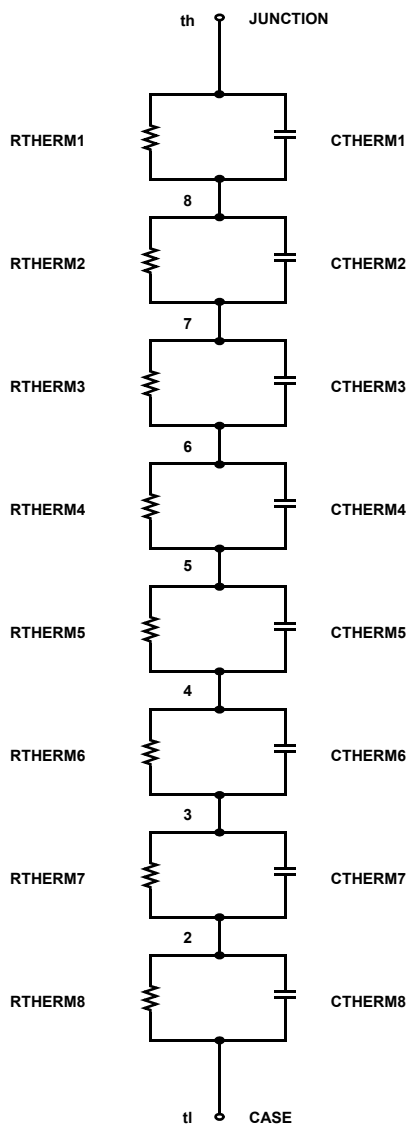 th JUNCTION
RTHERM1 CTHERM1
8
RTHERM2 CTHERM2
7
RTHERM3 CTHERM3
6
RTHERM4 CTHERM4
5
RTHERM5 CTHERM5
4
RTHERM6 CTHERM6
3
RTHERM7 CTHERM7
2
RTHERM8 CTHERM8
tl CASE